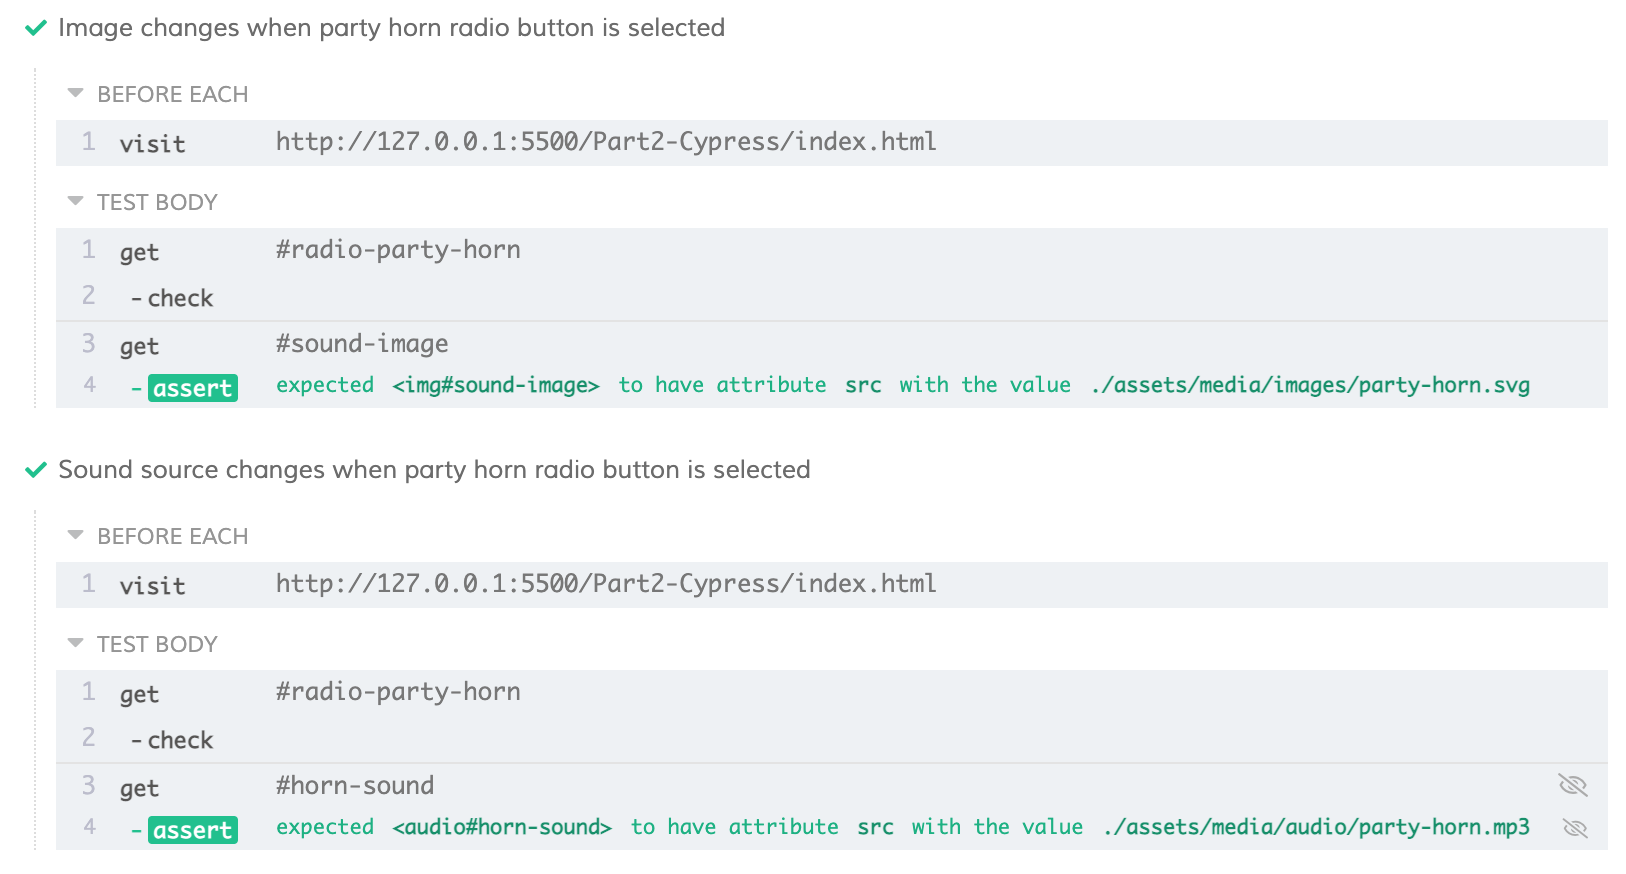 Image changes when party horn radio button is selected
BEFORE EACH
1 visit http://127.0.0.1:5500/Part2-Cypress/index.html
TEST BODY
1 get #radio-party-horn
2 -check
3 get #sound-image
4 -assert expected <img#sound-image> to have attribute src with the value ./assets/media/images/party-horn.svg
Sound source changes when party horn radio button is selected
BEFORE EACH
1 visit http://127.0.0.1:5500/Part2-Cypress/index.html
TEST BODY
1 get #radio-party-horn
2 -check
3 get #horn-sound
4 -assert expected <audio#horn-sound> to have attribute src with the value ./assets/media/audio/party-horn.mp3